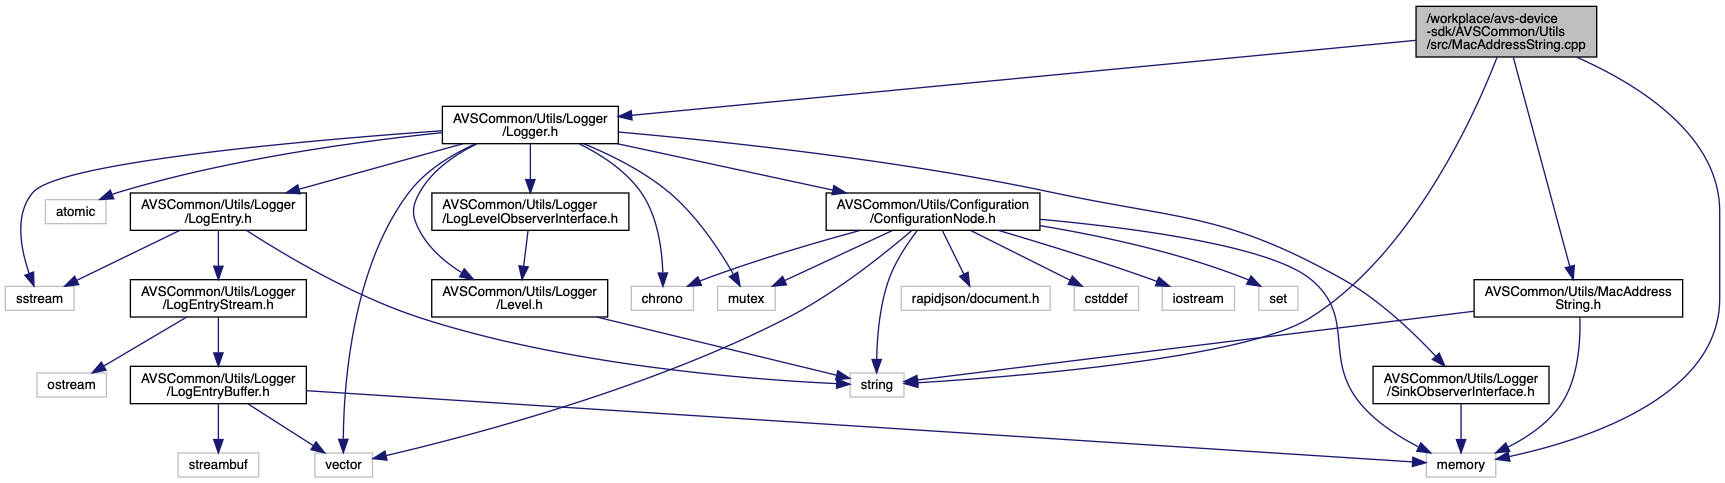 /workplace/avs-device
-sdk/AVSCommon/Utils
/src/MacAddressString.cpp
AVSCommon/Utils/Logger
/Logger.h
atomic
AVSCommon/Utils/Logger
/LogEntry.h
AVSCommon/Utils/Logger
/LogLevelObserverInterface.h
AVSCommon/Utils/Configuration
/ConfigurationNode.h
sstream
AVSCommon/Utils/Logger
/LogEntryStream.h
AVSCommon/Utils/Logger
/Level.h
chrono
mutex
rapidjson/document.h
cstddef
iostream
set
AVSCommon/Utils/MacAddress
String.h
ostream
AVSCommon/Utils/Logger
/LogEntryBuffer.h
string
AVSCommon/Utils/Logger
/SinkObserverInterface.h
streambuf
vector
memory